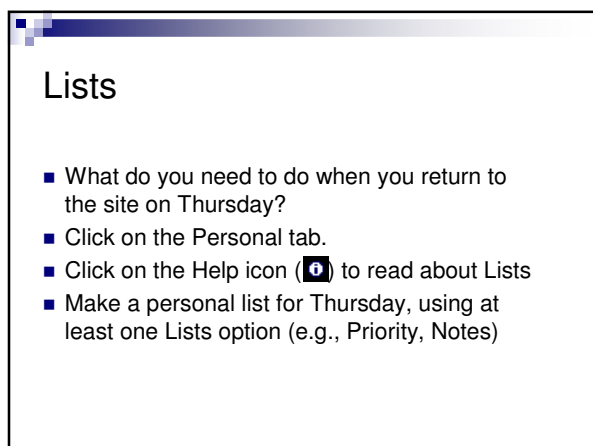 Lists
What do you need to do when you return to
the site on Thursday?
Click on the Personal tab.
Click on the Help icon ( ) to read about Lists
Make a personal list for Thursday, using at
least one Lists option (e.g., Priority, Notes)